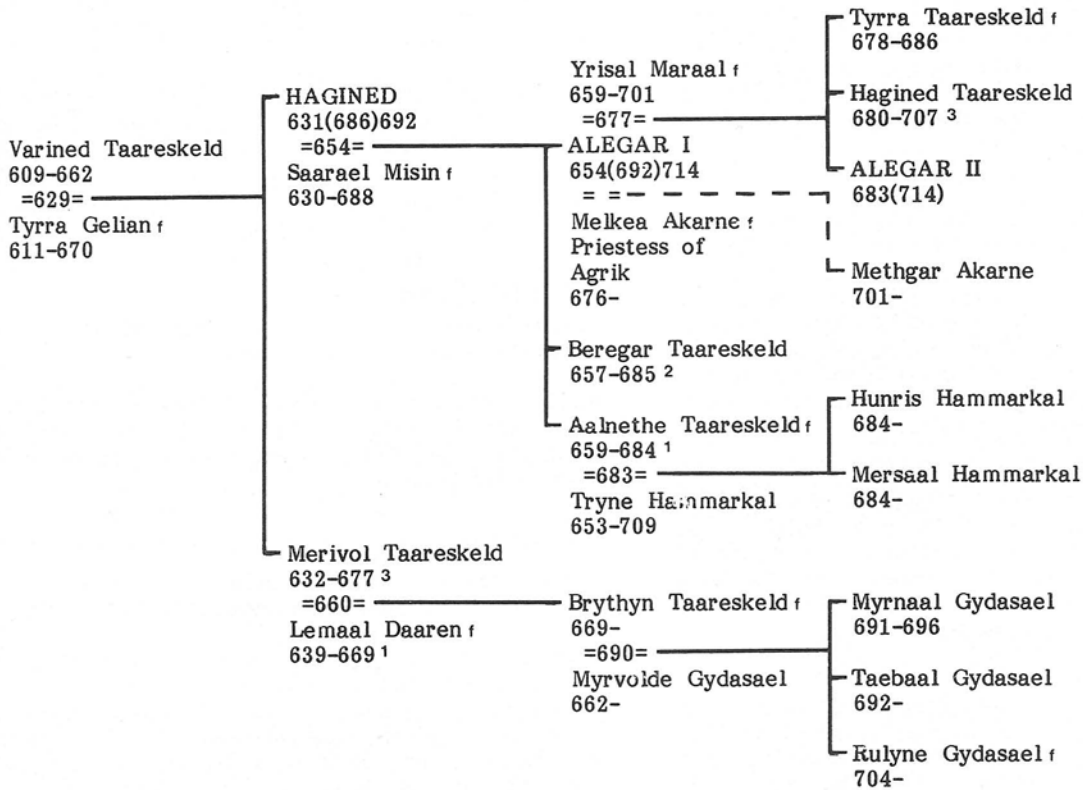 Varined Taareskeld
609-662
=629=
Tyrra Gelian f
611-670
HAGINED
631(686)692
=654=
Saarael Misin f
630-688
Merivol Taareskeld
632-677 3
=660=
Lemaal Daaren f
639-669 1
Yrisal Maraal f
659-701
=677=
ALEGAR I
654(692)714
= =
Melkea Akarne f
Priestess of
Agrik
676-
Beregar Taareskeld
657-685 2
Aalnethe Taareskeld f
659-684 1
=683=
Tryne Hammarkal
653-709
Brythyn Taareskeld f
669-
=690=
Myrvolde Gydasael
662-
Tyrra Taareskeld f
678-686
Hagined Taareskeld
680-707 3
ALEGAR II
683(714)
Methgar Akarne
701-
Hunris Hammarkal
684-
Mersaal Hammarkal
684-
Myrnaal Gydasael
691-696
Taebaal Gydasael
692-
Rulyne Gydasael f
704-